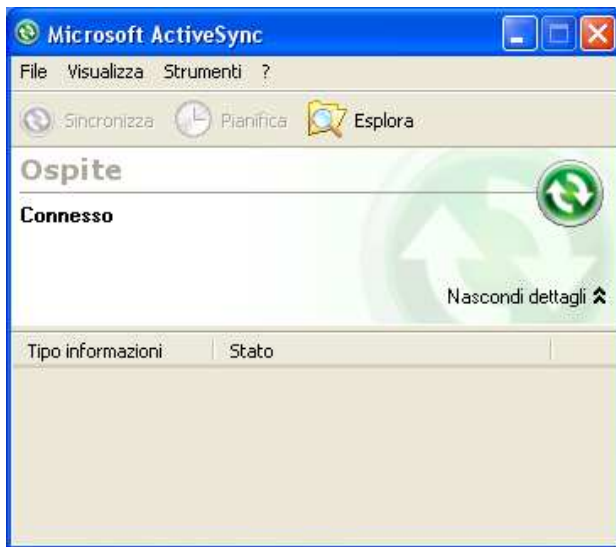 Microsoft ActiveSync
File Visualizza Strumenti ?
Sincronizza Pianifica Esplora
Ospite
Connesso
Nascondi dettagli
Tipo informazioni Stato